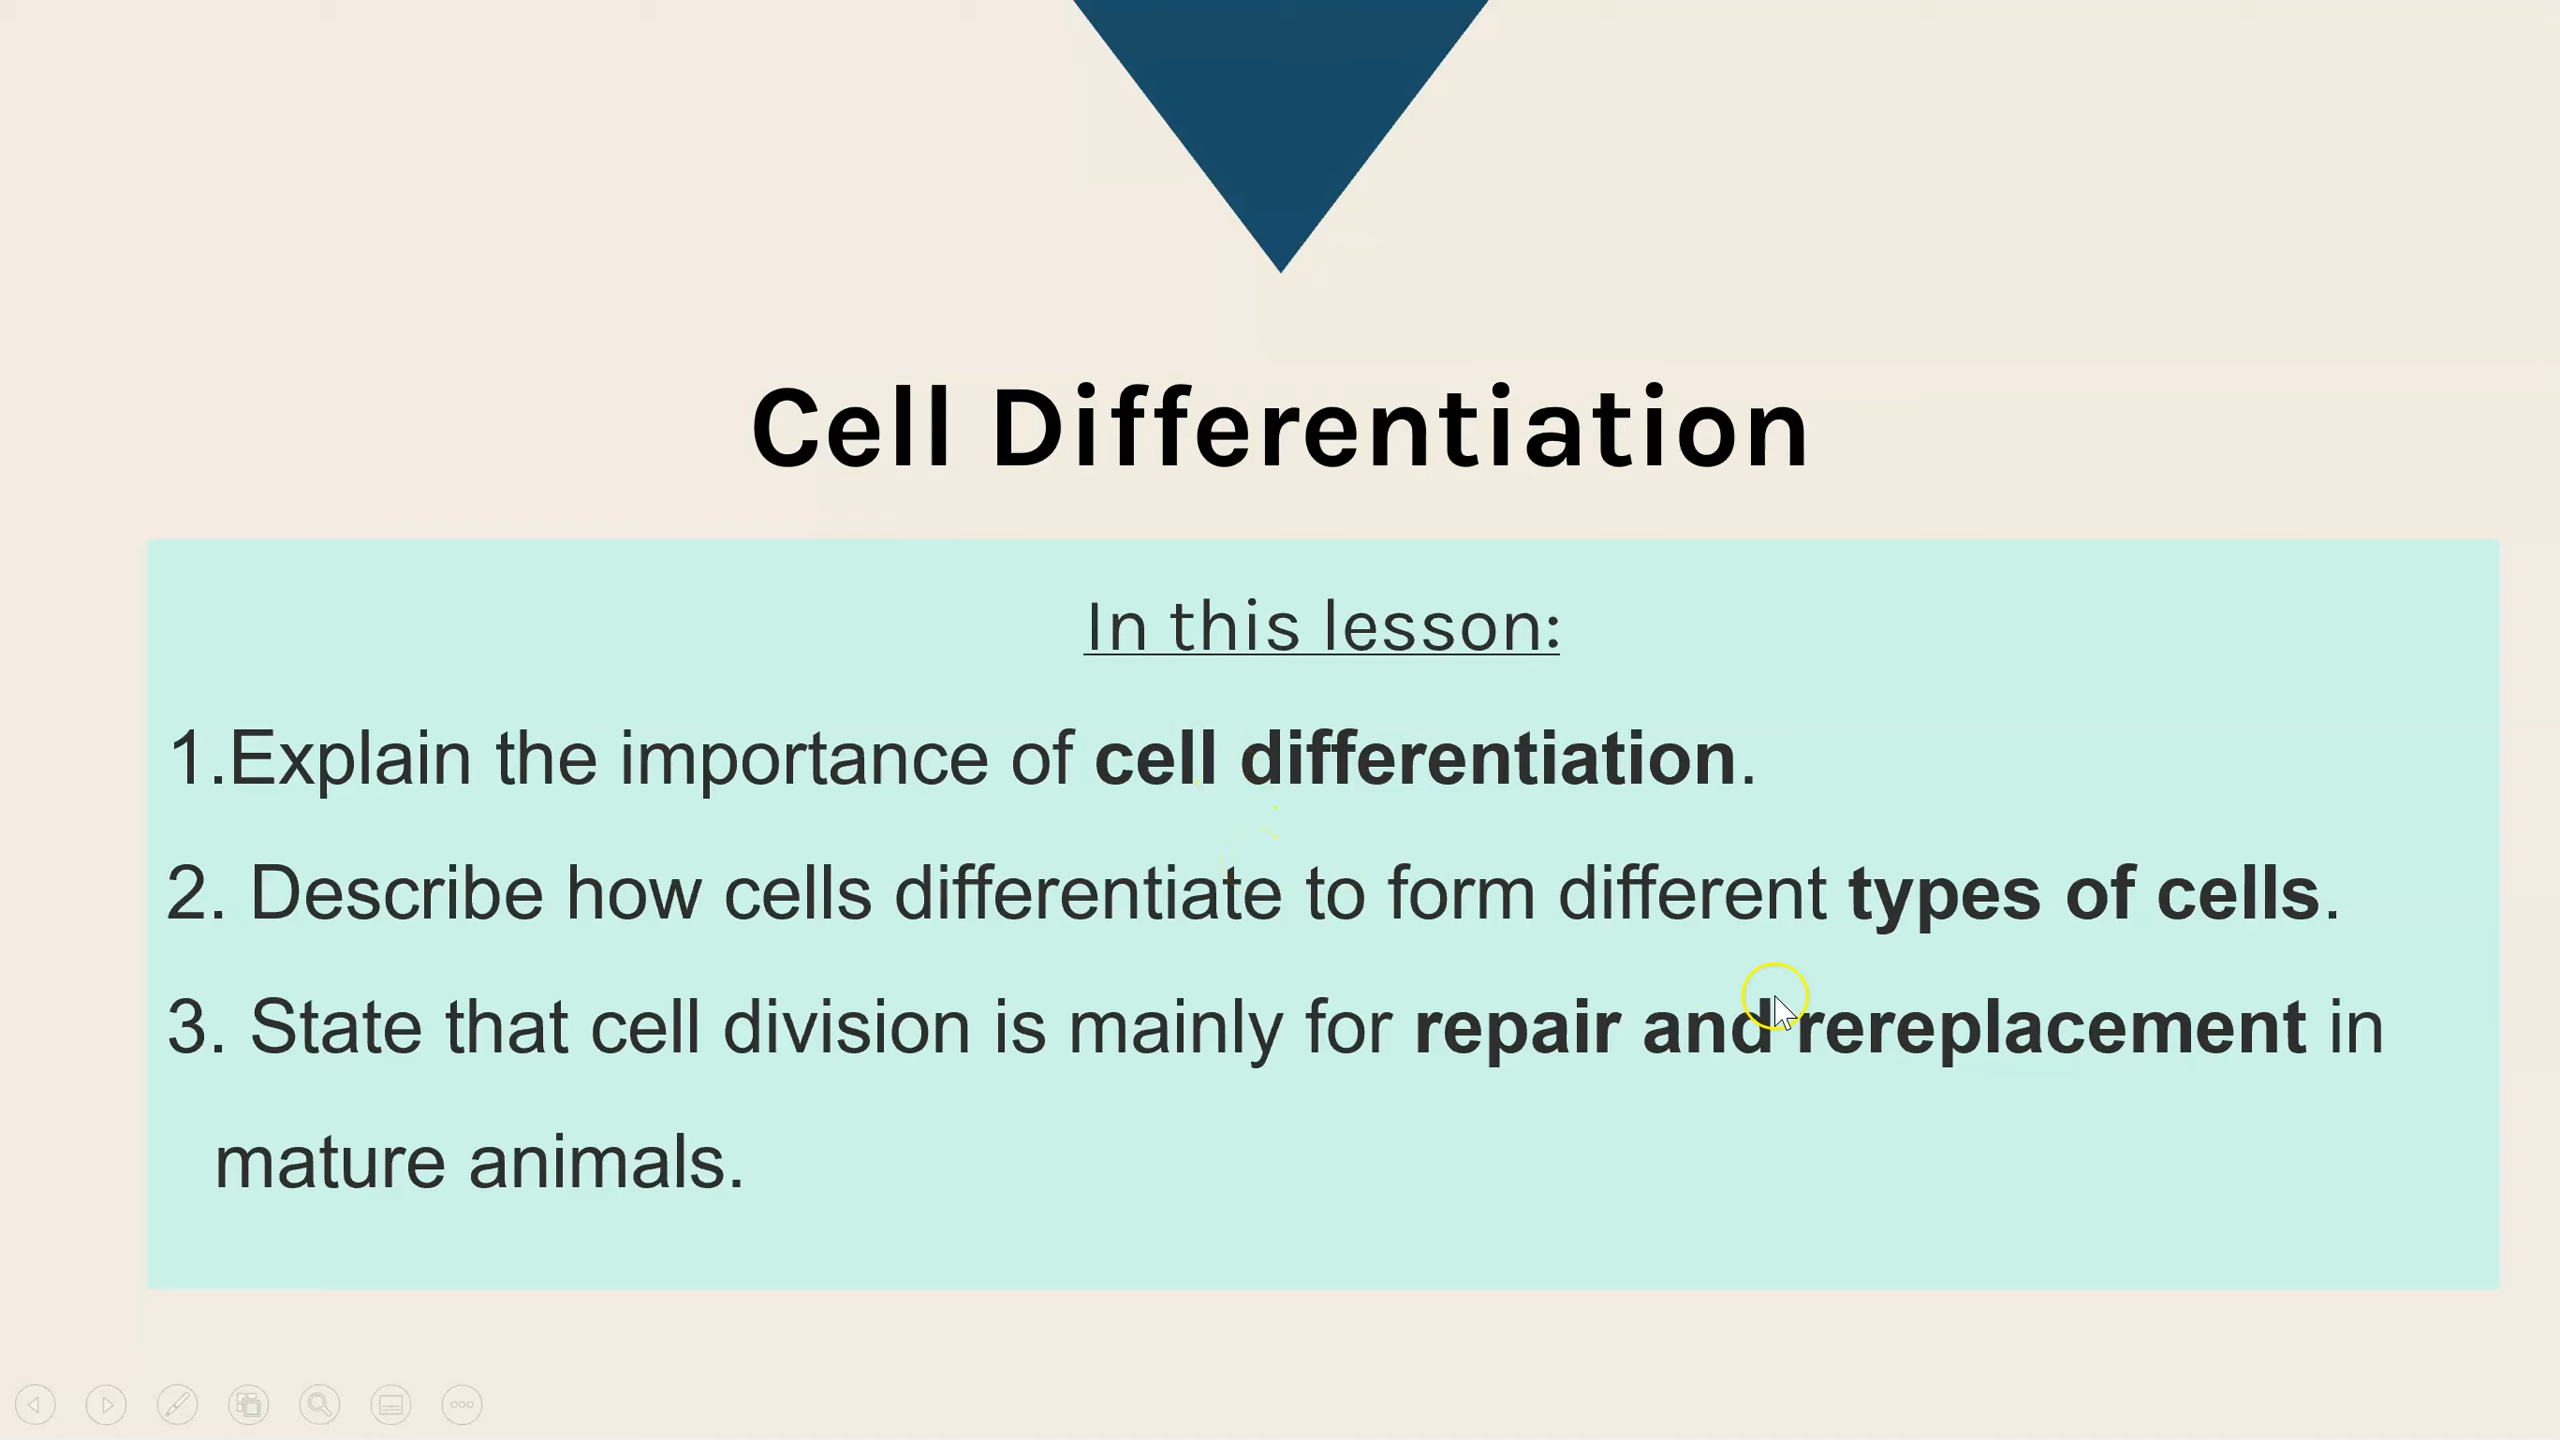 Cell Differentiation
In this lesson:
1.Explain the importance of cell differentiation.
2. Describe how cells differentiate to form different types of cells.
3. State that cell division is mainly for repair and rereplacement in
mature animals.